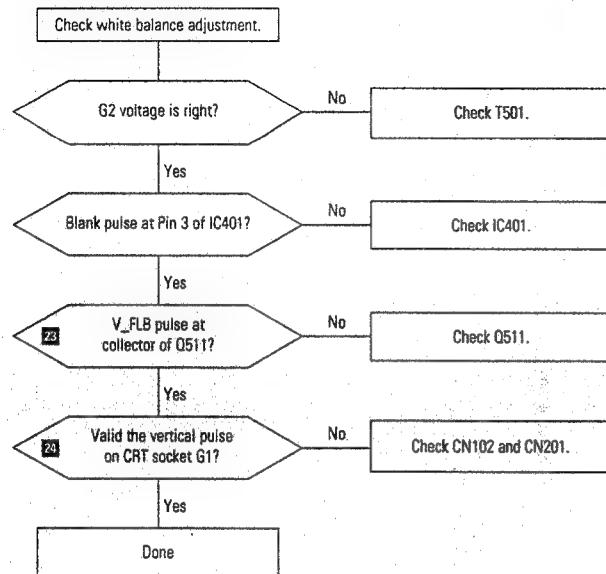 Check white balance adjustment.
G2 voltage is right?
No
Check T501.
Yes
Blank pulse at Pin 3 of IC401?
No
Check IC401.
Yes
23
V_FLB pulse at
collector of Q511?
No
Check Q511.
Yes
24
Valid the vertical pulse
on CRT socket G1?
No.
Check CN102 and CN201.
Yes
Done